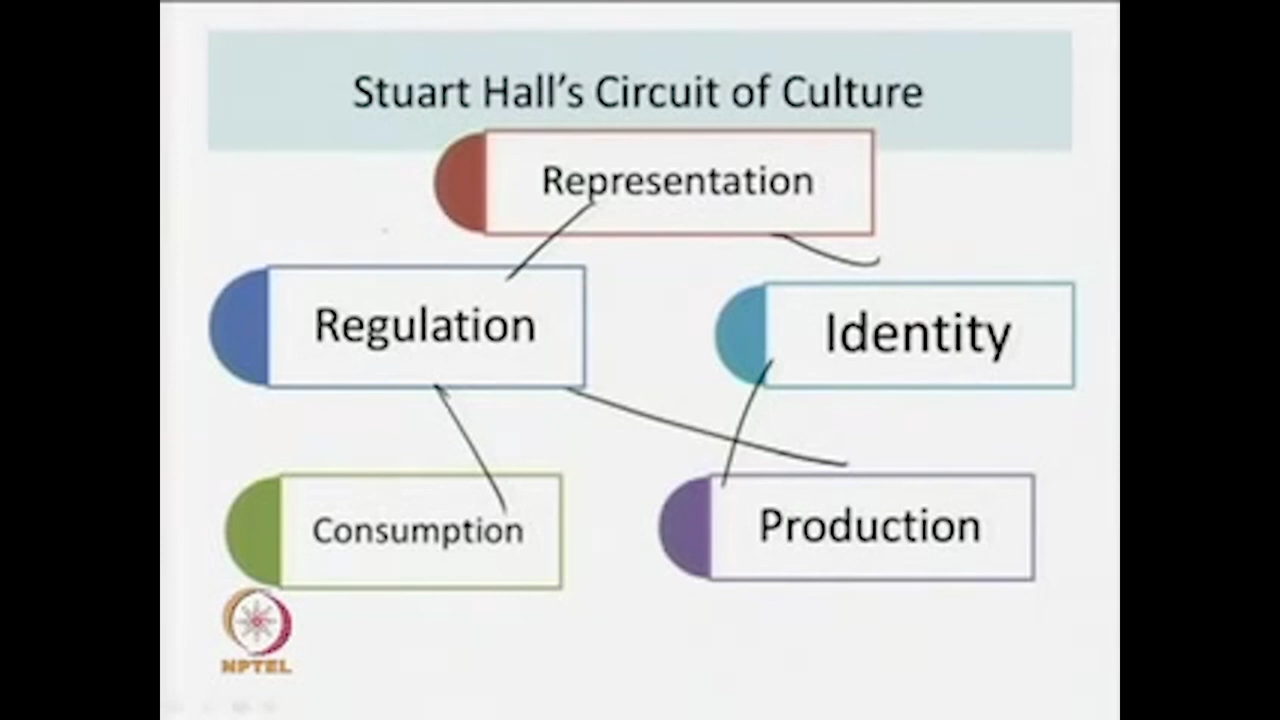 Stuart Hall's Circuit of Culture
Representation
Regulation
Identity
Consumption
Production
NPTEL